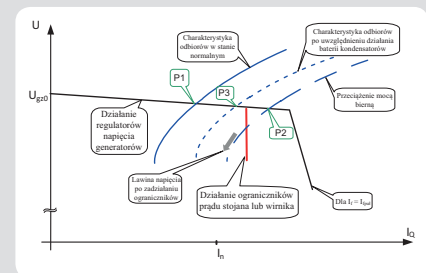 U
Charakterystyka
odbiorów w stanie
normalnym
Charakterystyka odbiorów
po uwzględnieniu działania
baterii kondensatorów
P1
P3
Przeciążenie mocą
bierną
U_gz0
Działanie
regulatorów
napięcia
generatorów
P2
Lawina napięcia
po zadziałaniu
ograniczników
Działanie ograniczników
prądu stojana lub wirnika
Dla I_f = I_fpuł
I_n
I_Q